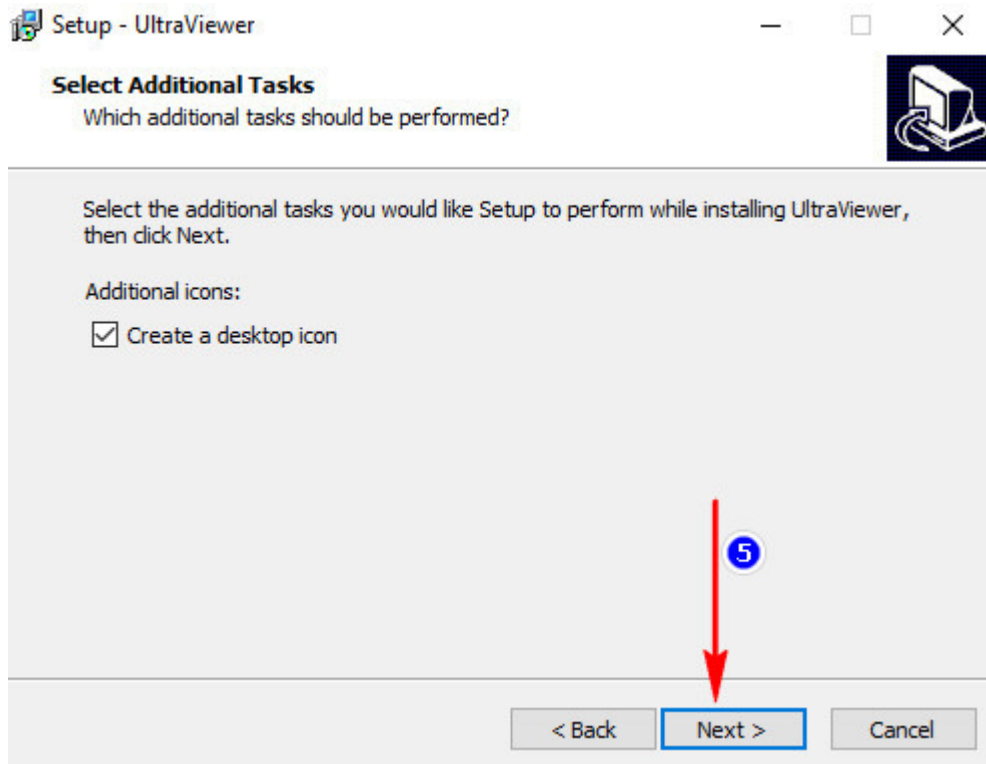 Setup - UltraViewer
Select Additional Tasks
Which additional tasks should be performed?
Select the additional tasks you would like Setup to perform while installing UltraViewer,
then click Next.
Additional icons:
Create a desktop icon
5
< Back Next > Cancel